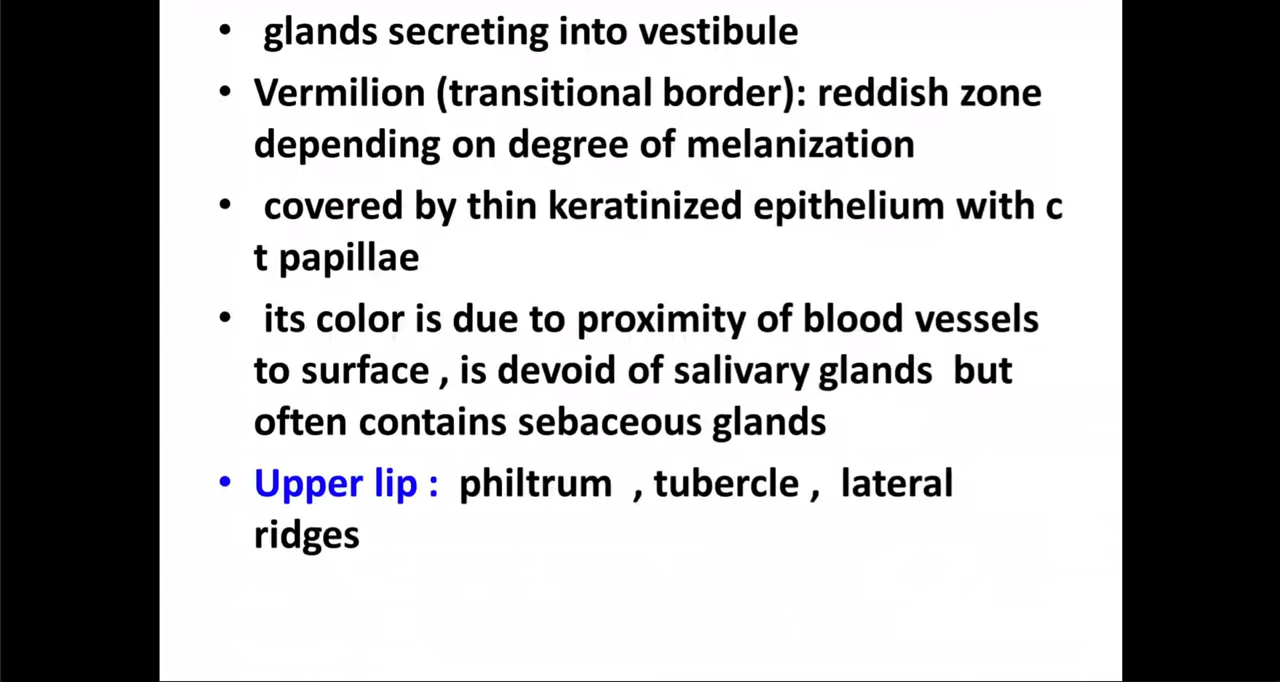 • glands secreting into vestibule
• Vermilion (transitional border): reddish zone
depending on degree of melanization
• covered by thin keratinized epithelium with c
t papillae
• its color is due to proximity of blood vessels
to surface , is devoid of salivary glands but
often contains sebaceous glands
• Upper lip : philtrum , tubercle , lateral
ridges